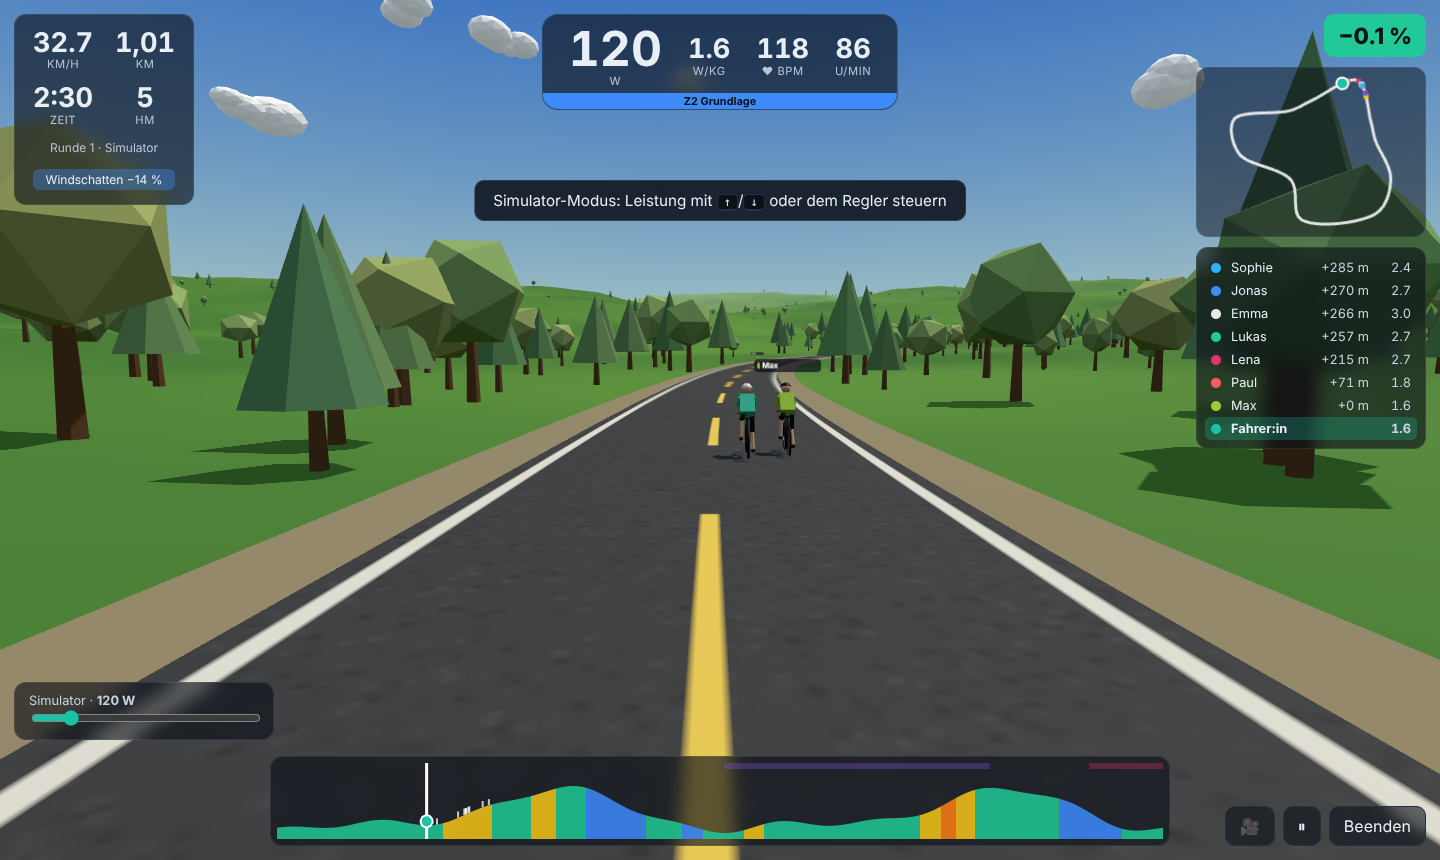 32.7 1,01
KM/H KM
2:30 5
ZEIT HM
Runde 1 · Simulator
Windschatten −14 %
120 1.6 118 86
W W/KG ♥ BPM U/MIN
Z2 Grundlage
−0.1 %
Simulator-Modus: Leistung mit ↑/↓ oder dem Regler steuern
Sophie +285 m 2.4
Jonas +270 m 2.7
Emma +266 m 3.0
Lukas +257 m 2.7
Lena +215 m 2.7
Paul +71 m 1.8
Max +0 m 1.6
Fahrer:in 1.6
Max
Simulator · 120 W
Beenden